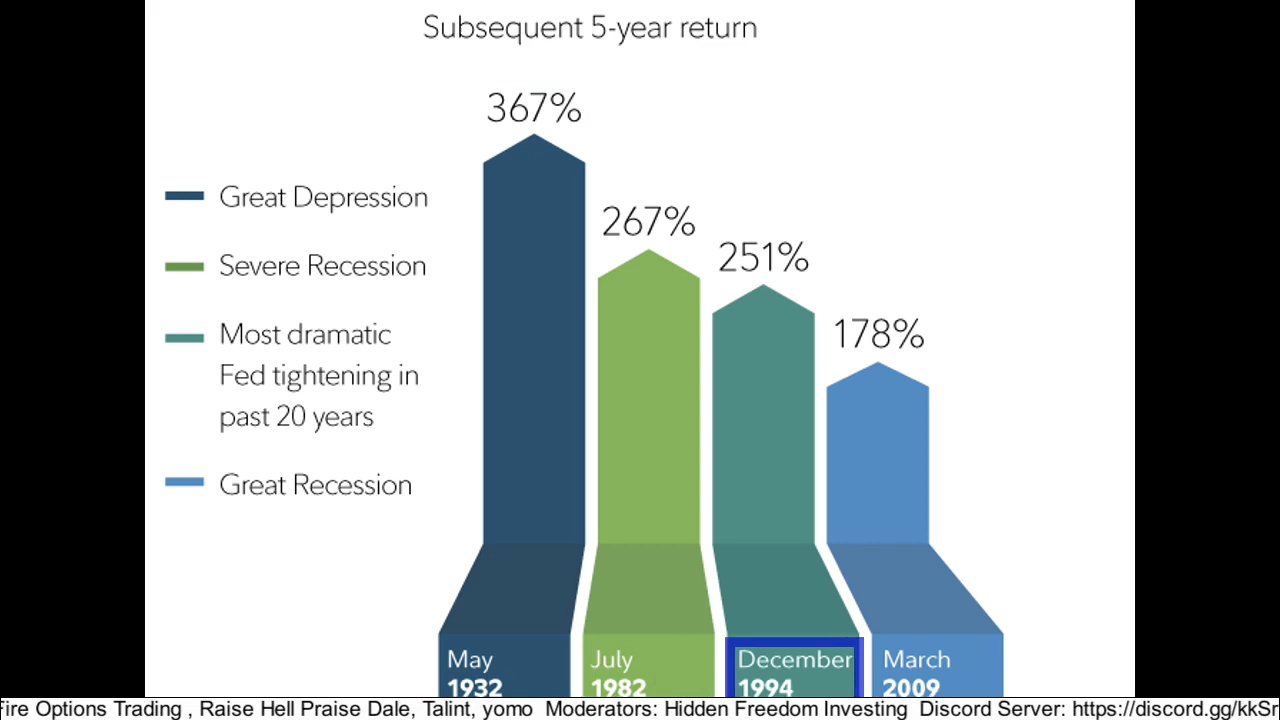 Subsequent 5-year return
367%
267%
251%
178%
Great Depression
Severe Recession
Most dramatic
Fed tightening in
past 20 years
Great Recession
May
1932
July
1982
December
1994
March
2009
Fire Options Trading , Raise Hell Praise Dale, Talint, yomo Moderators: Hidden Freedom Investing Discord Server: https://discord.gg/kkSr